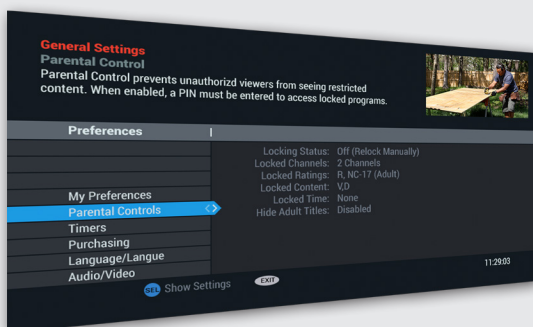 General Settings
Parental Control
Parental Control prevents unauthorizd viewers from seeing restricted
content. When enabled, a PIN must be entered to access locked programs.
Preferences
Locking Status: Off (Relock Manually)
Locked Channels: 2 Channels
Locked Ratings: R, NC-17 (Adult)
Locked Content: V,D
Locked Time: None
Hide Adult Titles: Disabled
My Preferences
Parental Controls
Timers
Purchasing
Language/Langue
Audio/Video
SEL Show Settings
EXIT
11:29:03